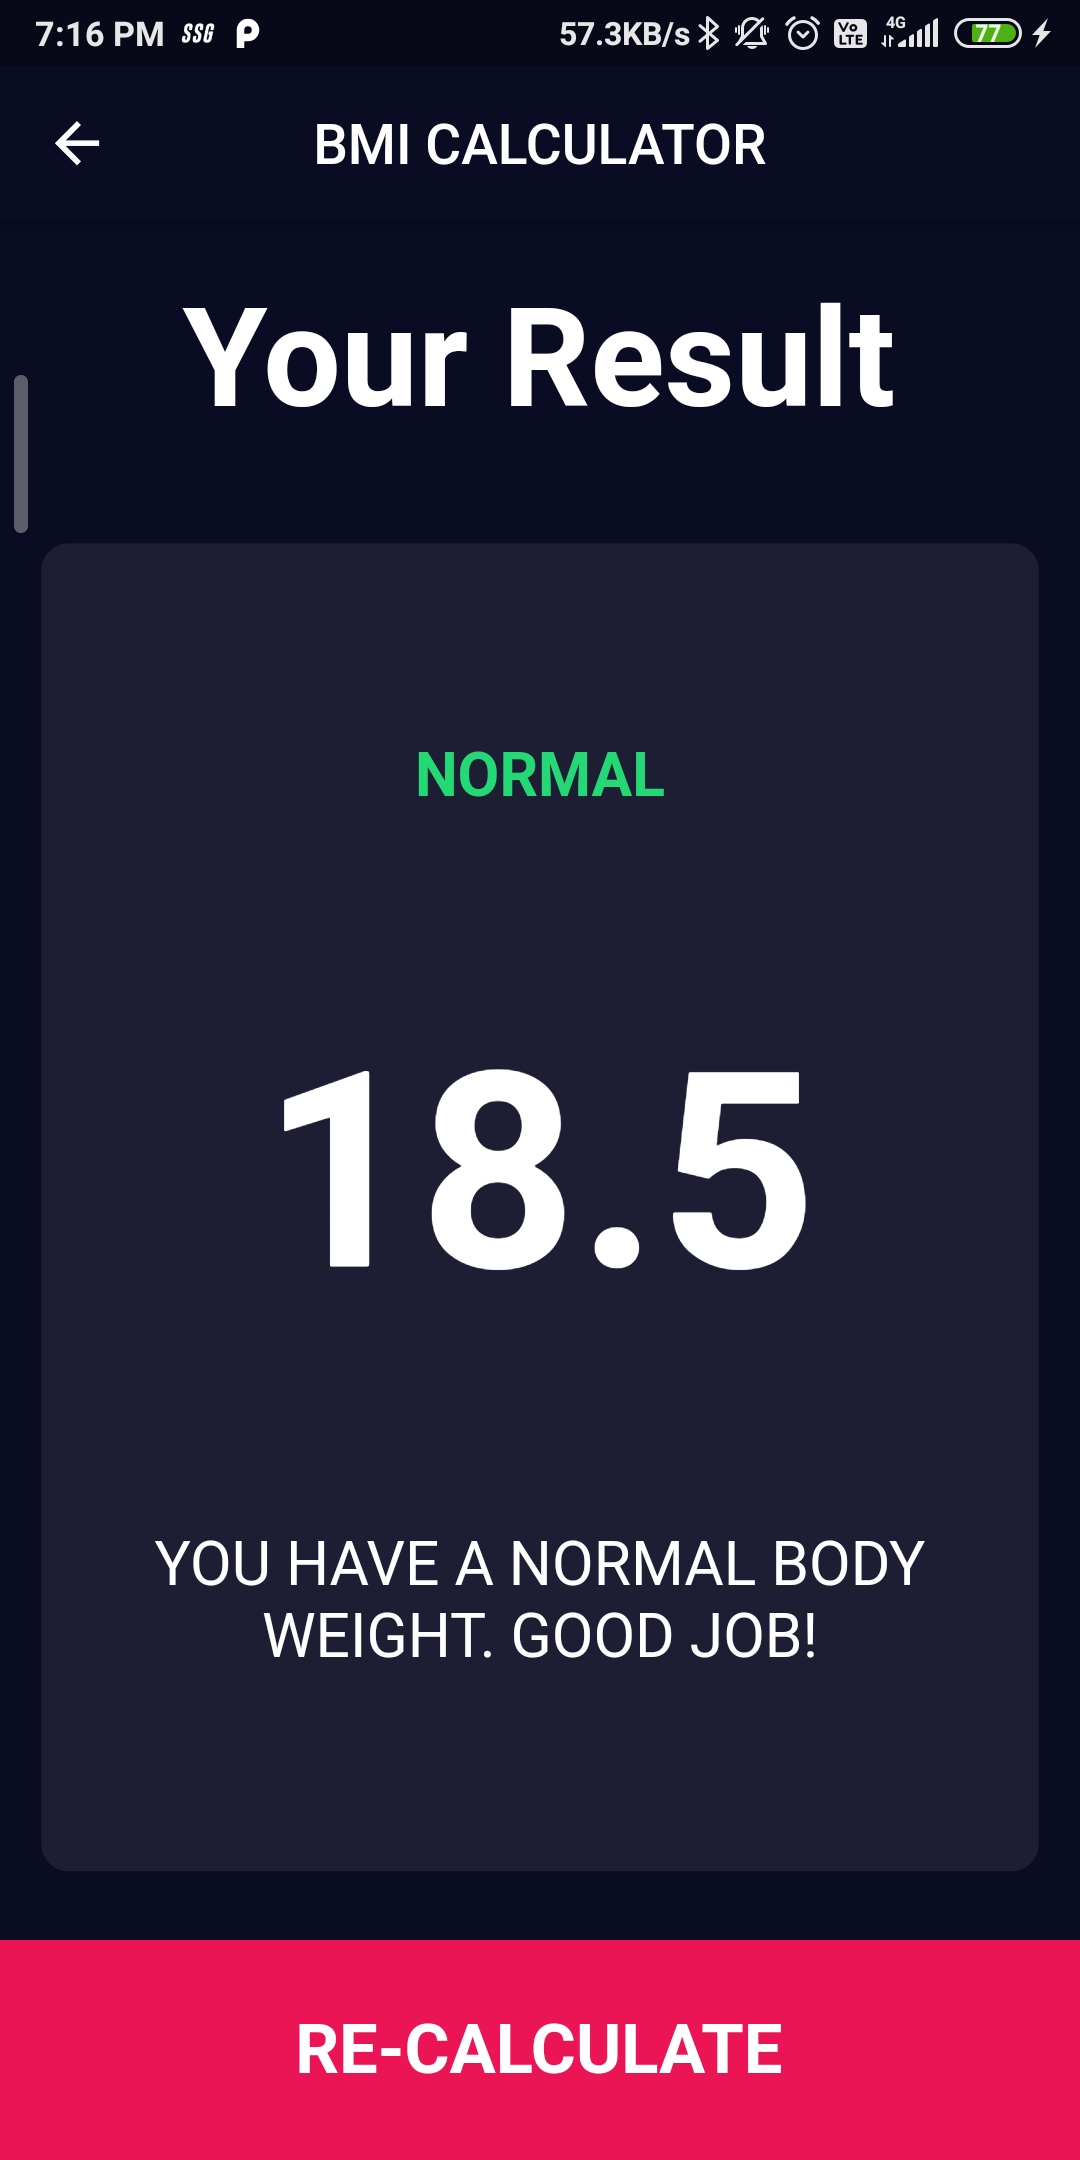 7:16 PM SSG P 57.3KB/s Vo LTE 4G 77
BMI CALCULATOR
Your Result
NORMAL
18.5
YOU HAVE A NORMAL BODY
WEIGHT. GOOD JOB!
RE-CALCULATE